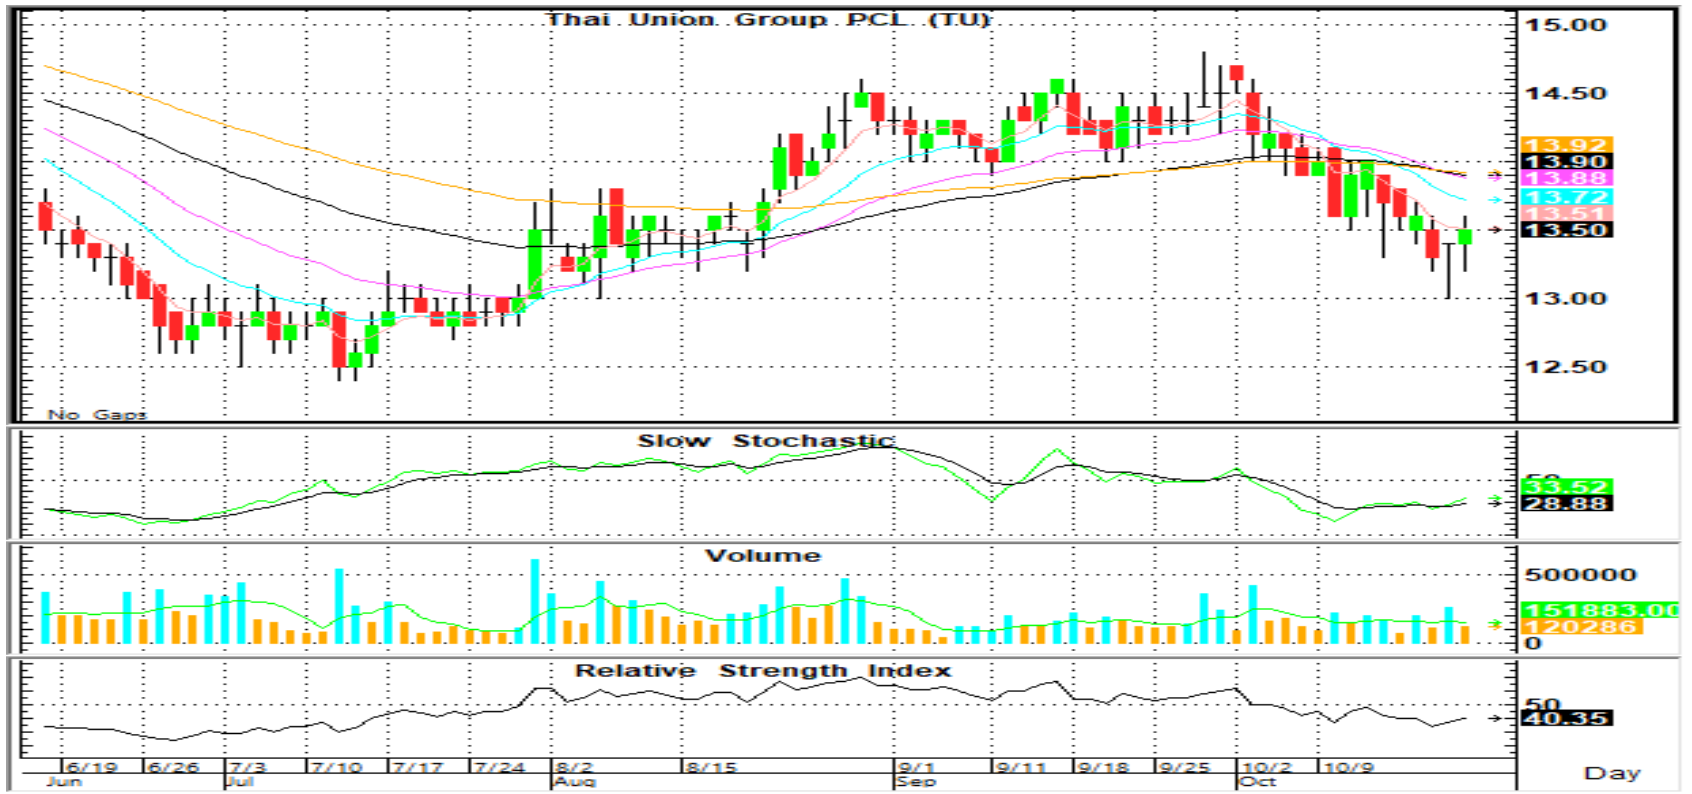 Thai Union Group PCL (TU)
15.00
14.50
13.92
13.90
13.88
13.72
13.51
13.50
13.00
12.50
No Gaps
Slow Stochastic
50
33.52
28.88
Volume
500000
151883.00
120286
0
Relative Strength Index
50
40.35
6/19 6/26 7/3 7/10 7/17 7/24 8/2 8/15 9/1 9/11 9/18 9/25 10/2 10/9
Jun Jul Aug Sep Oct
Day